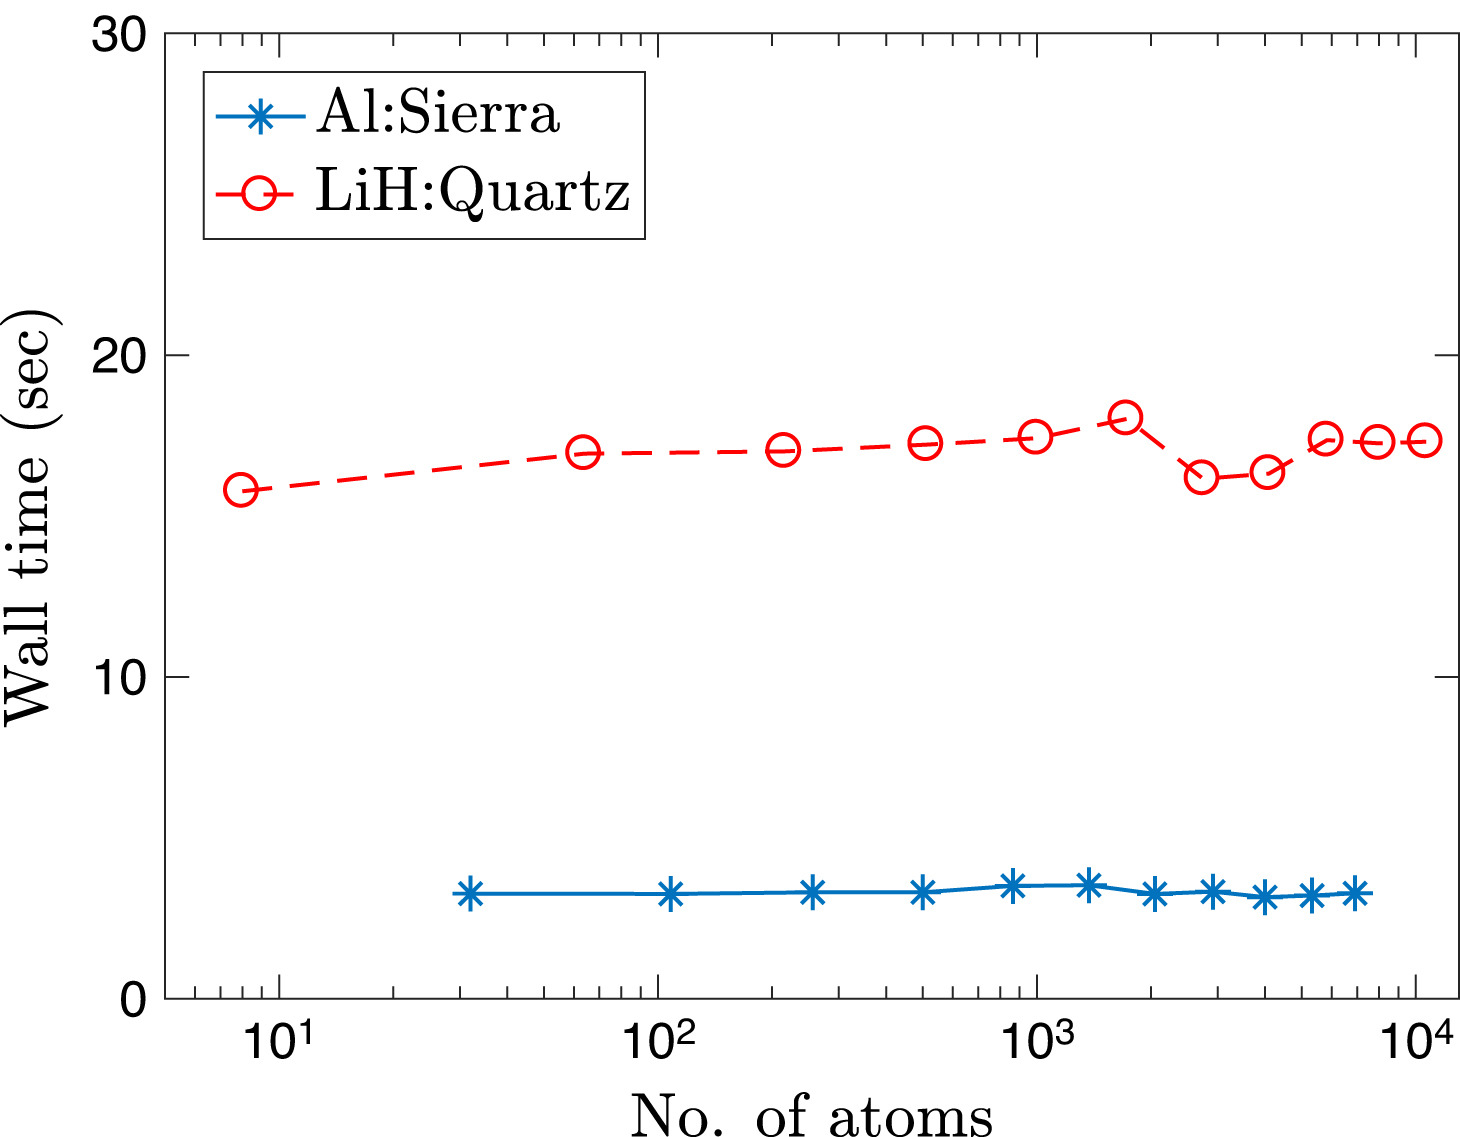 30
Al:Sierra
LiH:Quartz
20
10
0
Wall time (sec)
10¹ 10² 10³ 10⁴
No. of atoms